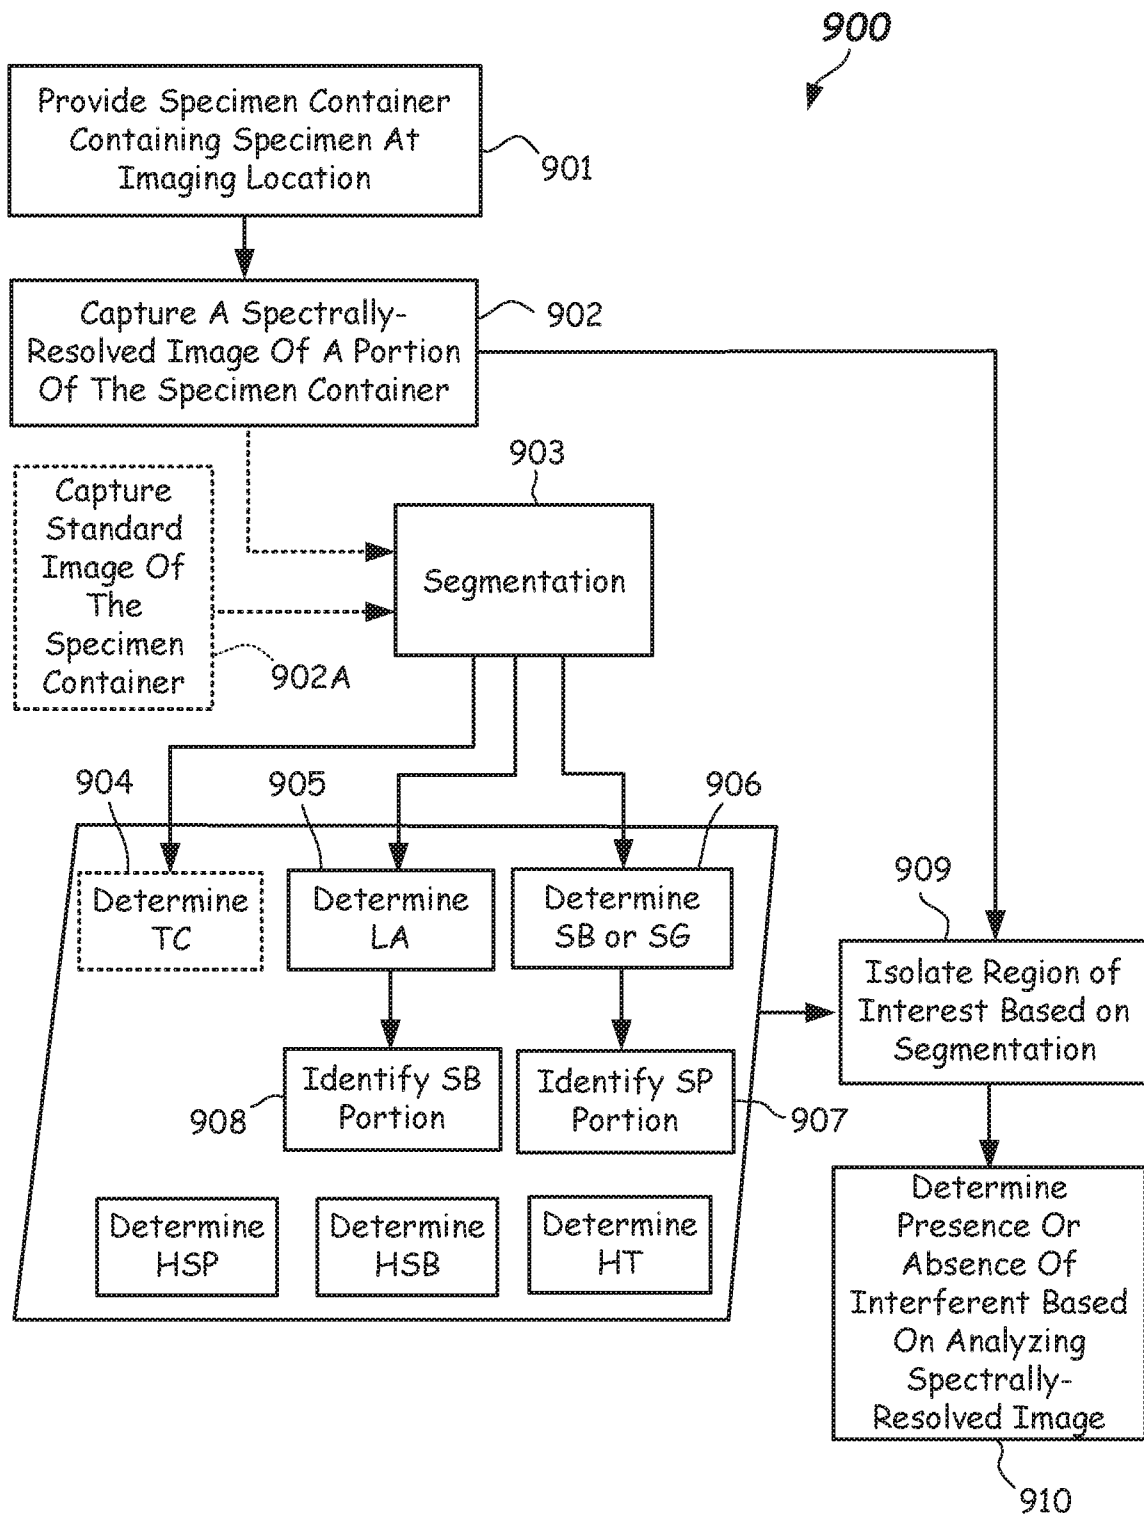 900
Provide Specimen Container
Containing Specimen At
Imaging Location
901
Capture A Spectrally-
Resolved Image Of A Portion
Of The Specimen Container
902
903
Capture
Standard
Image Of
The
Specimen
Container
902A
Segmentation
904
905
906
Determine
TC
Determine
LA
Determine
SB or SG
909
Isolate Region of
Interest Based on
Segmentation
Identify SB
Portion
908
Identify SP
Portion
907
Determine
HSP
Determine
HSB
Determine
HT
Determine
Presence Or
Absence Of
Interferent Based
On Analyzing
Spectrally-
Resolved Image
910